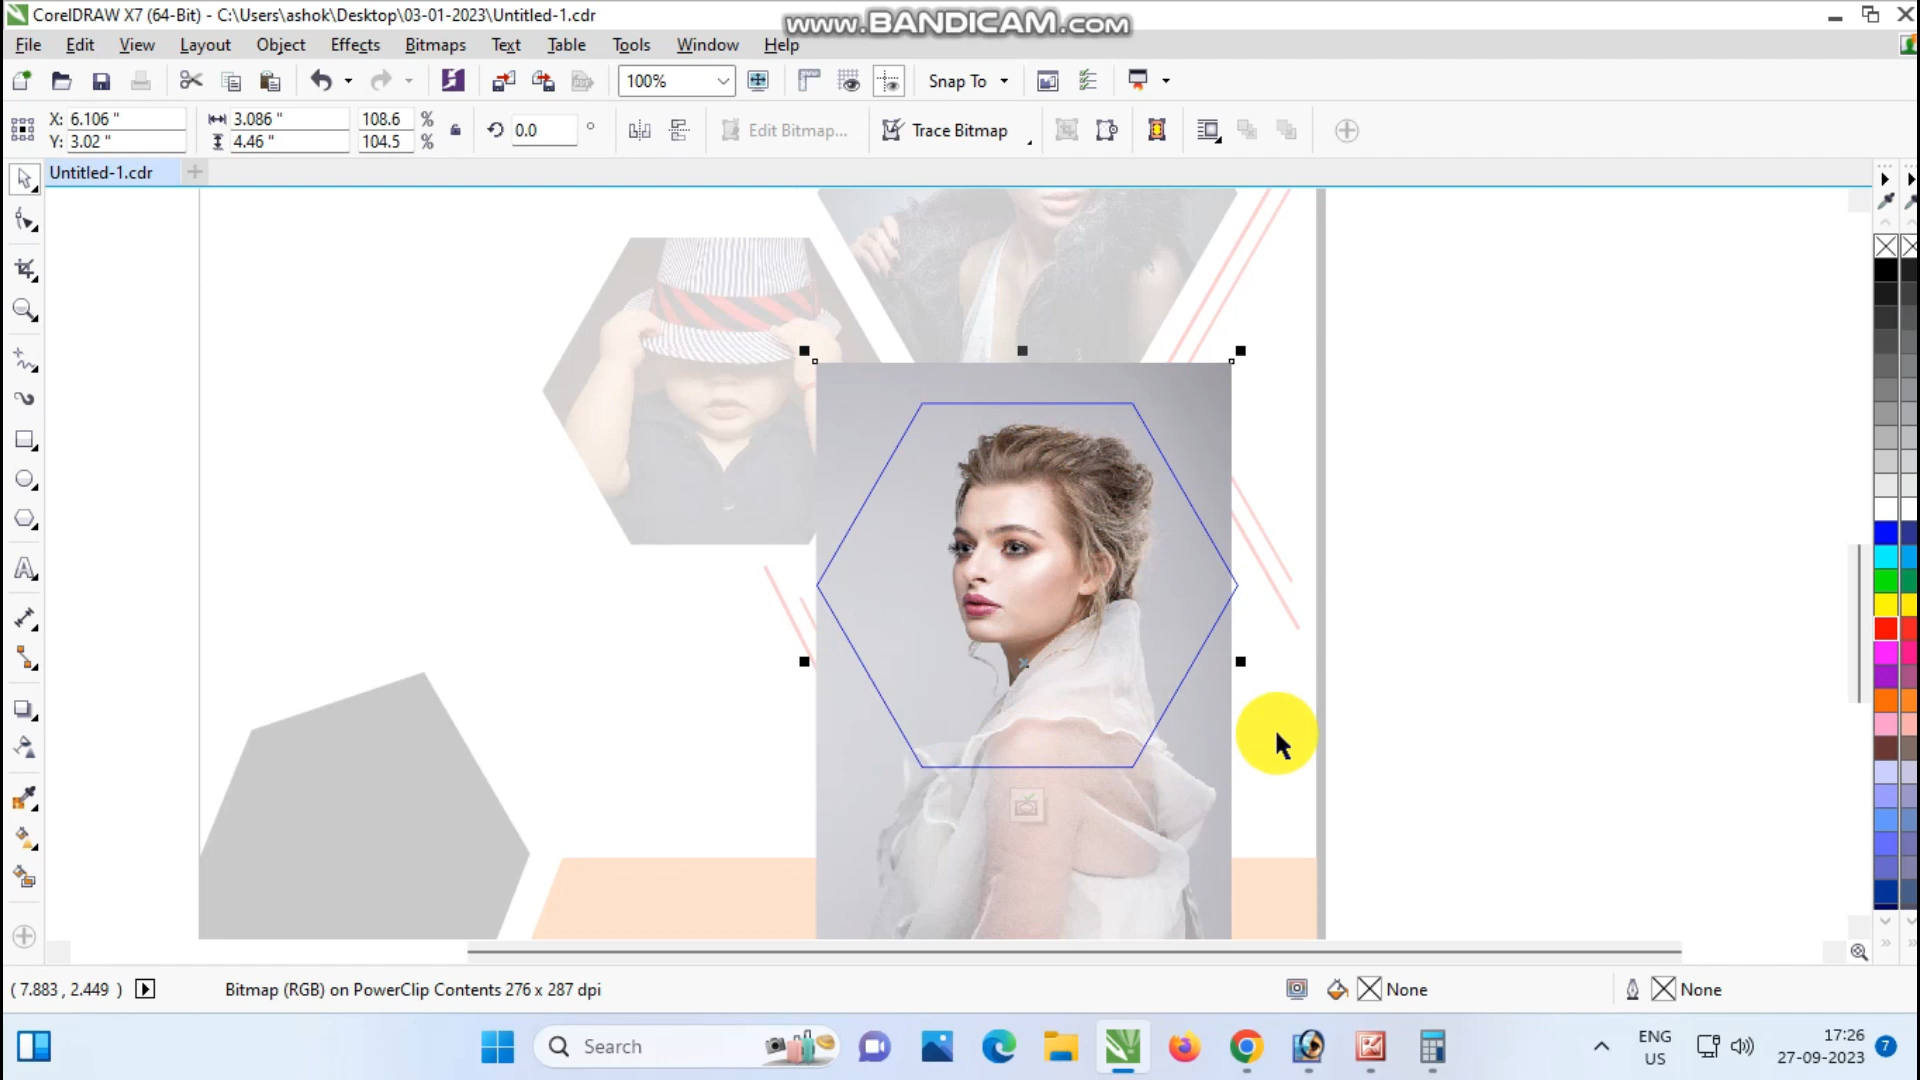 CorelDRAW X7 (64-Bit) - C:\Users\ashok\Desktop\03-01-2023\Untitled-1.cdr
www.BANDICAM.com
File Edit View Layout Object Effects Bitmaps Text Table Tools Window Help
100% Snap To
X: 6.106 " 3.086 " 108.6 %
Y: 3.02 " 4.46 " 104.5 %
0.0 ° Edit Bitmap... Trace Bitmap
Untitled-1.cdr
( 7.883 , 2.449 ) Bitmap (RGB) on PowerClip Contents 276 x 287 dpi None None
Search
ENG
US
17:26
27-09-2023
7